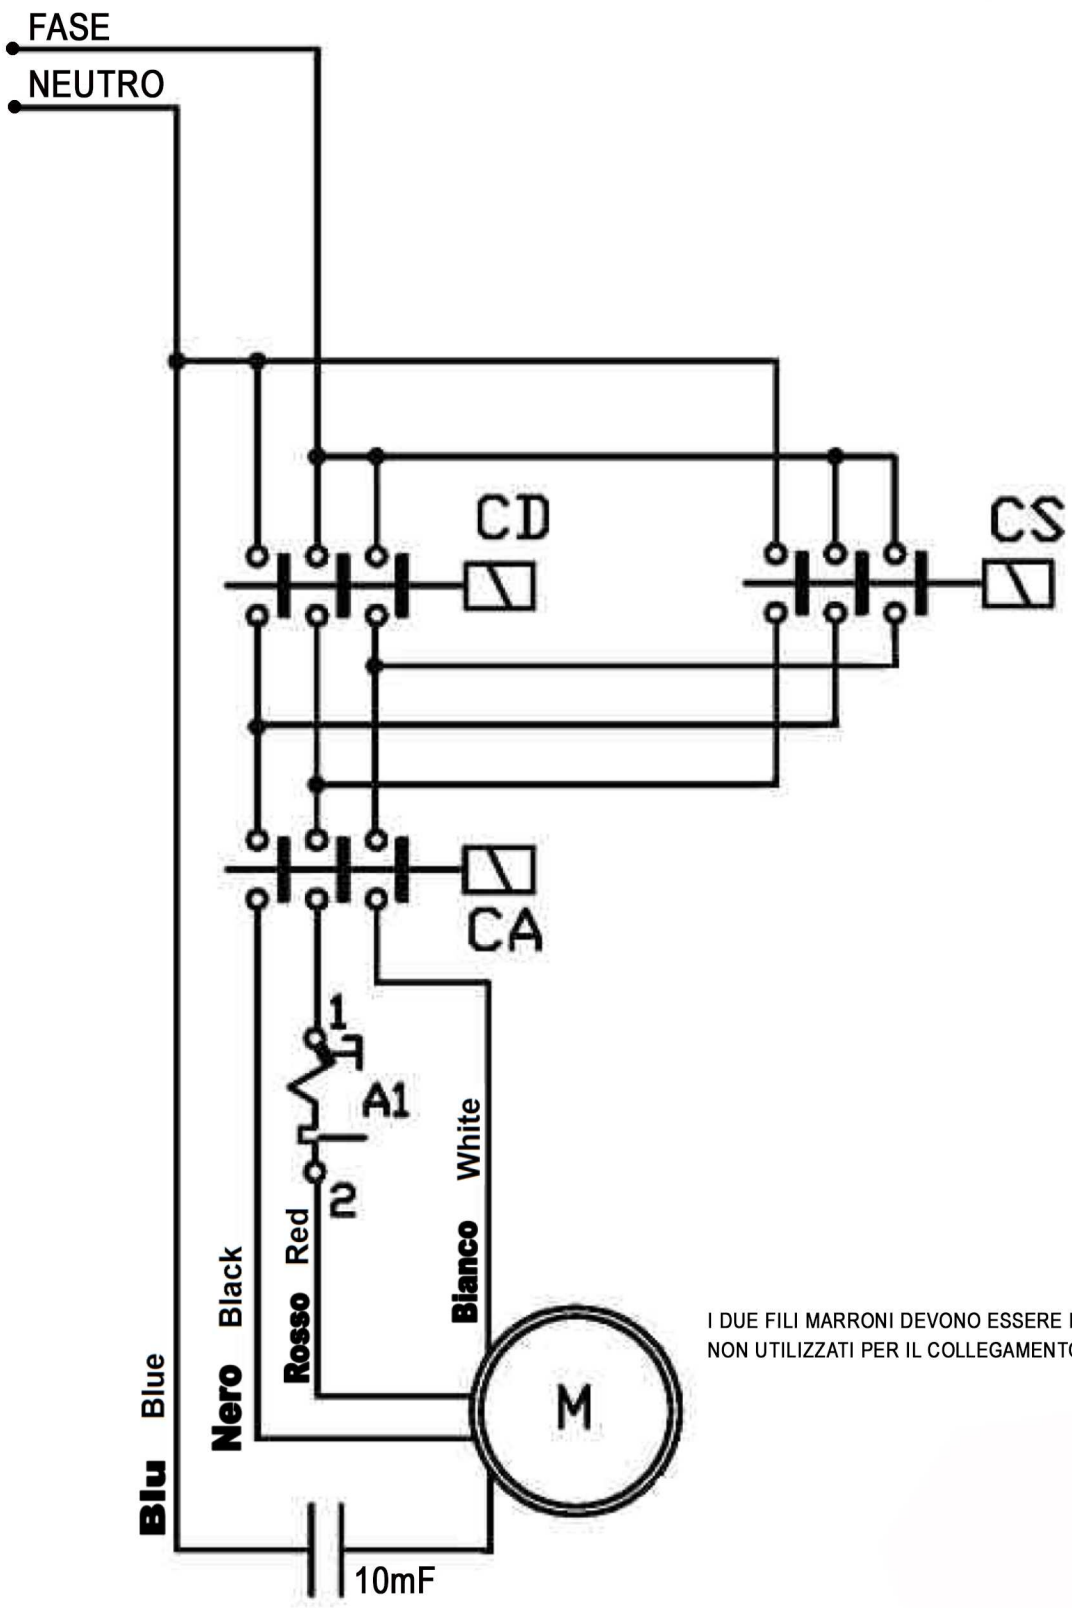 FASE
NEUTRO
CD
CS
CA
1
A1
2
Bianco White
Rosso Red
Nero Black
Blu Blue
M
I DUE FILI MARRONI DEVONO ESSERE
NON UTILIZZATI PER IL COLLEGAMENTO
10mF